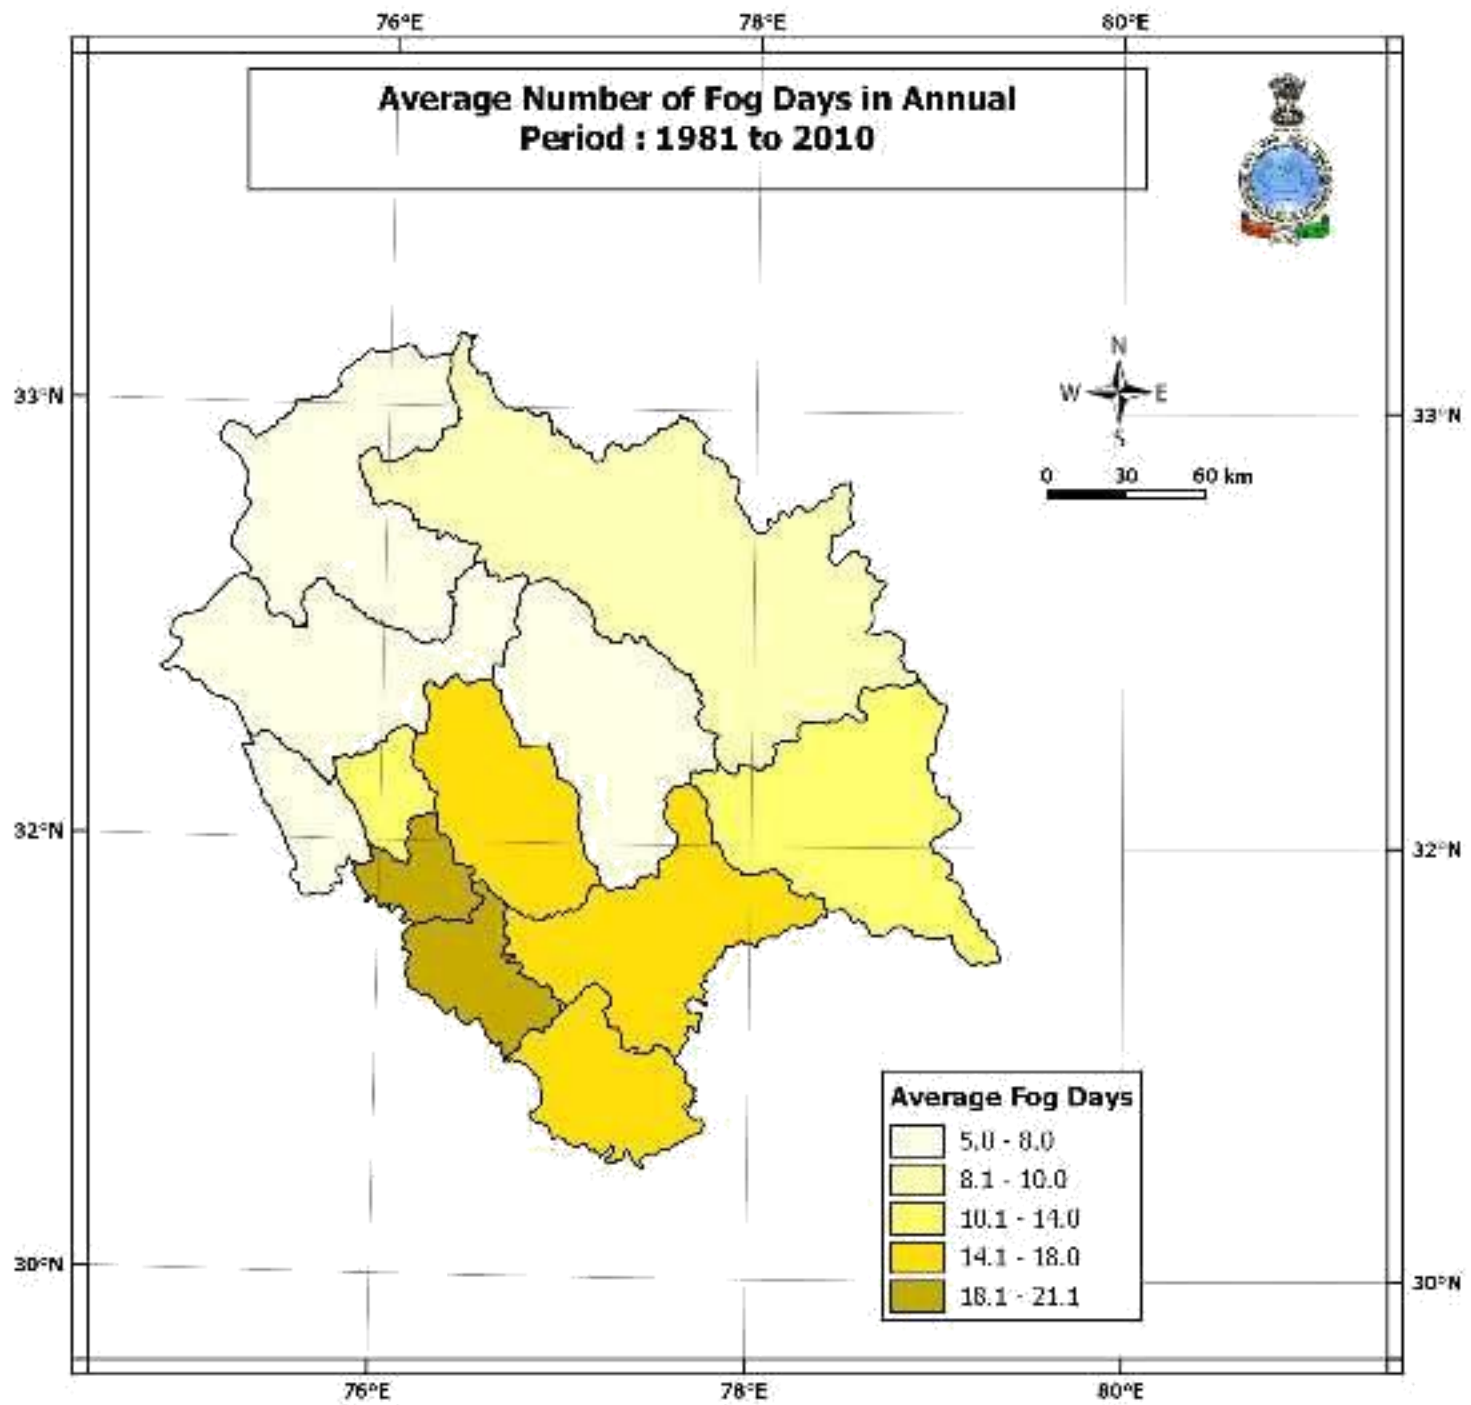 76°E 78°E 80°E
Average Number of Fog Days in Annual
Period : 1981 to 2010
N
W E
S
33°N 33°N
0 30 60 km
32°N 32°N
Average Fog Days
5.0 - 8.0
8.1 - 10.0
10.1 - 14.0
14.1 - 18.0
18.1 - 21.1
30°N 30°N
76°E 78°E 80°E